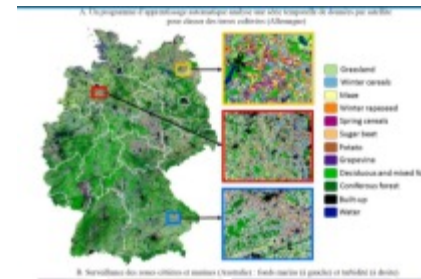 A. Un programme d'apprentissage automatique analyse une série temporelle de données par satellite
pour classer des terres cultivées (Allemagne)
Grassland
Winter cereals
Maize
Winter rapeseed
Spring cereals
Sugar beet
Potato
Grapevine
Deciduous and mixed fo
Coniferous forest
Built-up
Water
B. Surveillance des zones côtières et marines (Australie) : fonds marins (à gauche) et turbidité (à droite)